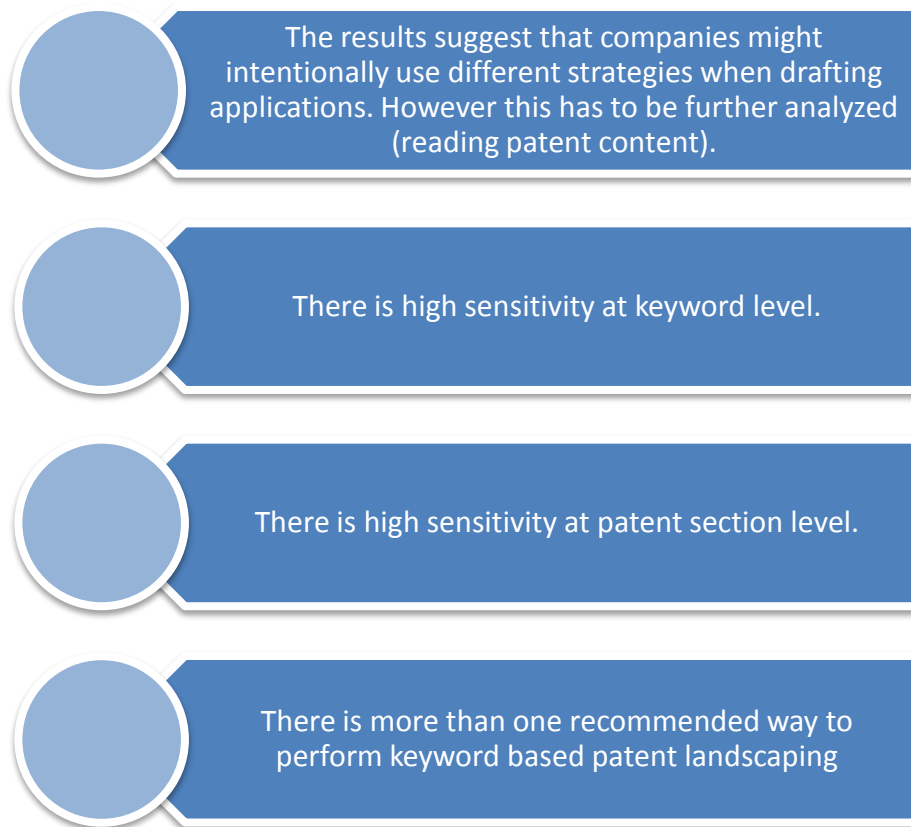 The results suggest that companies might
intentionally use different strategies when drafting
applications. However this has to be further analyzed
(reading patent content).
There is high sensitivity at keyword level.
There is high sensitivity at patent section level.
There is more than one recommended way to
perform keyword based patent landscaping